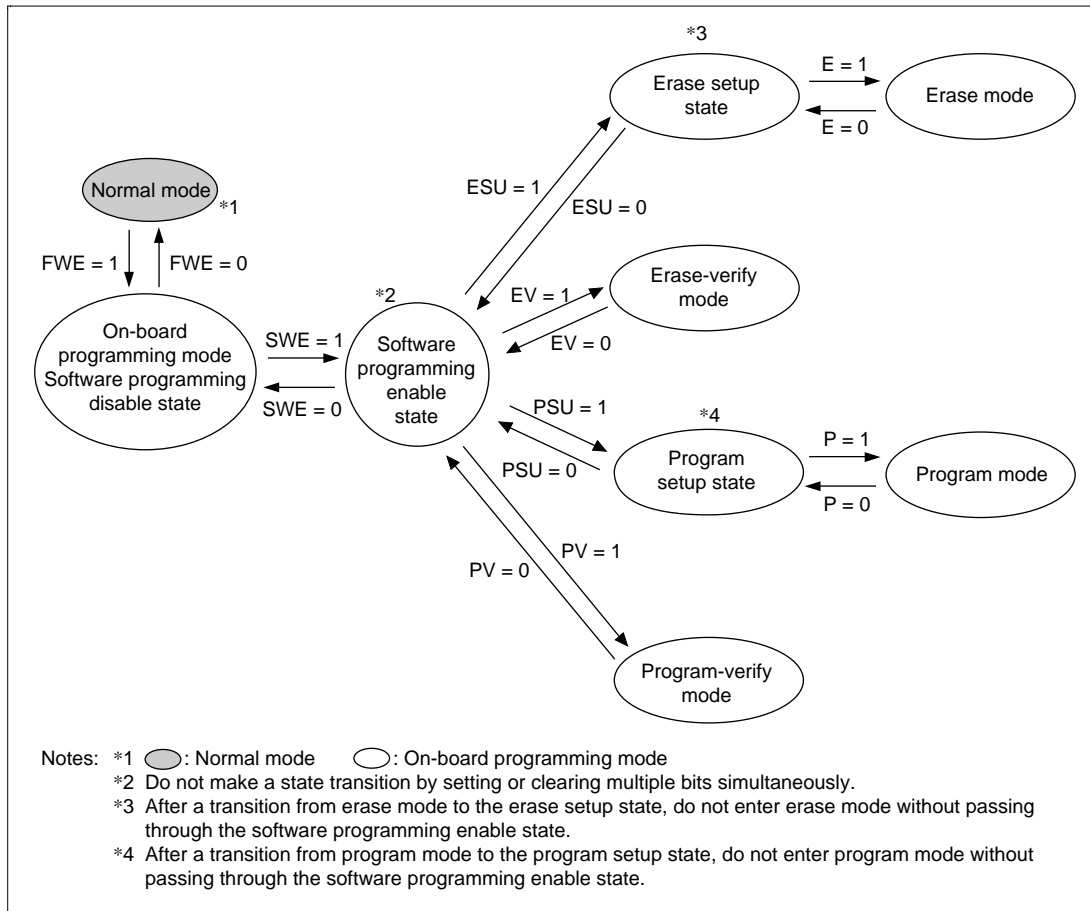 *3
Erase setup
state
E = 1
E = 0
Erase mode
Normal mode
*1
ESU = 1
ESU = 0
FWE = 1
FWE = 0
Erase-verify
mode
*2
EV = 1
EV = 0
On-board
programming mode
Software programming
disable state
SWE = 1
SWE = 0
Software
programming
enable
state
PSU = 1
PSU = 0
*4
Program
setup state
P = 1
P = 0
Program mode
PV = 1
PV = 0
Program-verify
mode
Notes: *1 : Normal mode : On-board programming mode
*2 Do not make a state transition by setting or clearing multiple bits simultaneously.
*3 After a transition from erase mode to the erase setup state, do not enter erase mode without passing
through the software programming enable state.
*4 After a transition from program mode to the program setup state, do not enter program mode without
passing through the software programming enable state.